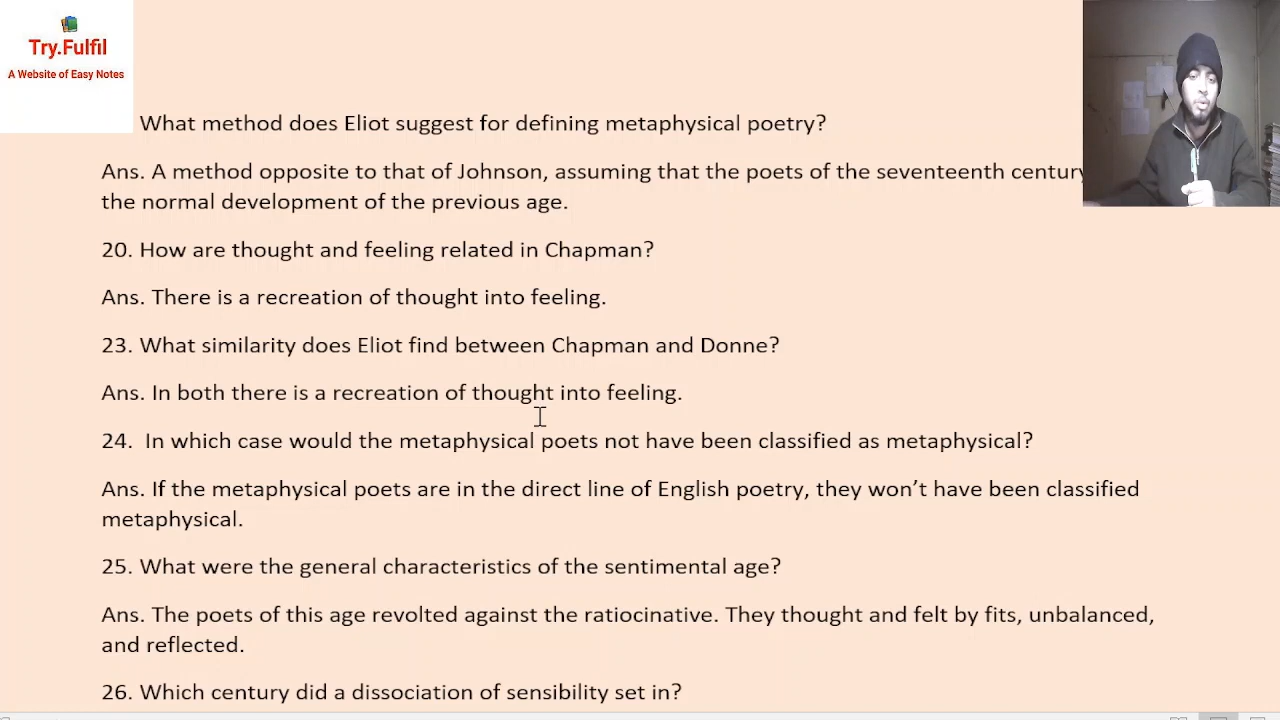 Try.Fulfil
A Website of Easy Notes
What method does Eliot suggest for defining metaphysical poetry?
Ans. A method opposite to that of Johnson, assuming that the poets of the seventeenth century
the normal development of the previous age.
20. How are thought and feeling related in Chapman?
Ans. There is a recreation of thought into feeling.
23. What similarity does Eliot find between Chapman and Donne?
Ans. In both there is a recreation of thought into feeling.
24. In which case would the metaphysical poets not have been classified as metaphysical?
Ans. If the metaphysical poets are in the direct line of English poetry, they won’t have been classified
metaphysical.
25. What were the general characteristics of the sentimental age?
Ans. The poets of this age revolted against the ratiocinative. They thought and felt by fits, unbalanced,
and reflected.
26. Which century did a dissociation of sensibility set in?